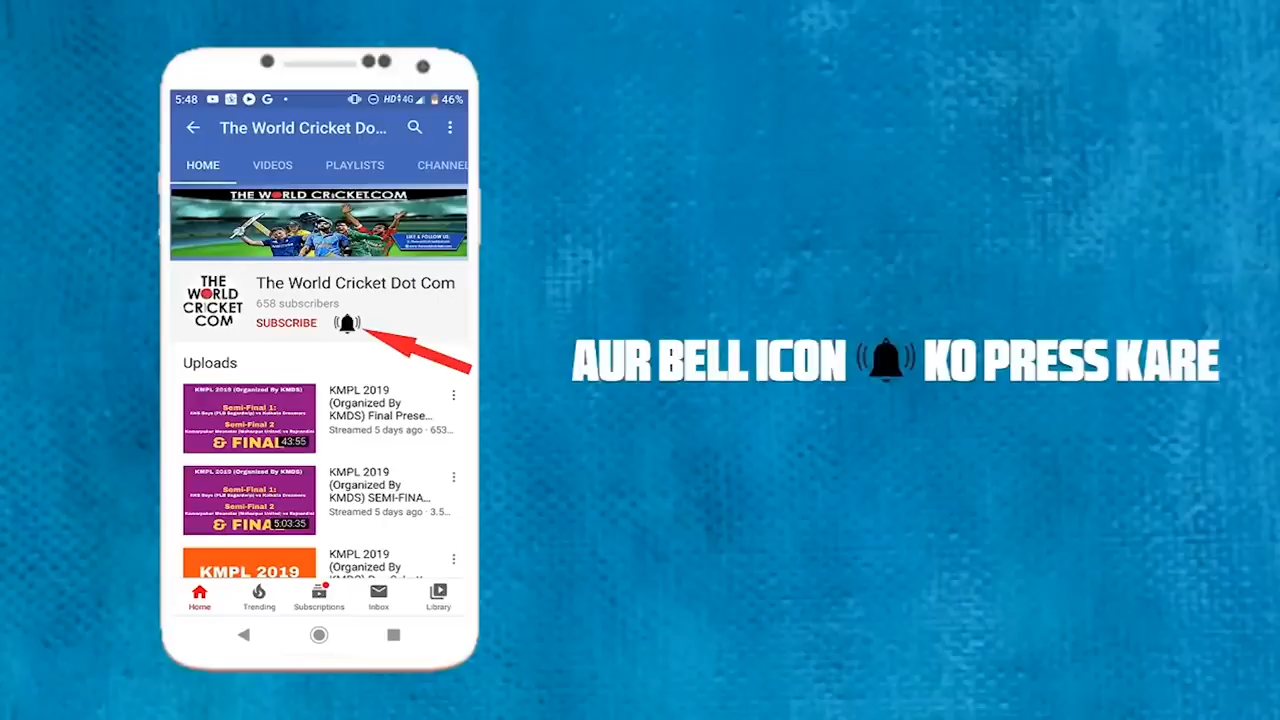 5:48 HD 4G 46%
The World Cricket Do...
HOME VIDEOS PLAYLISTS CHANNEL
THE WORLD CRICKET.COM
LIKE & FOLLOW US:
THE
WORLD
CRICKET
COM
The World Cricket Dot Com
658 subscribers
SUBSCRIBE
Uploads
KMPL 2019 (Organized By KMDS)
Semi-Final 1:
Semi-Final 2
& FINAL
43:55
KMPL 2019
(Organized By
KMDS) Final Prese...
Streamed 5 days ago · 653...
KMPL 2019 (Organized By KMDS)
Semi-Final 1:
Semi-Final 2
& FINA
5:03:35
KMPL 2019
(Organized By
KMDS) SEMI-FINA...
Streamed 5 days ago · 3.5...
KMPL 2019
KMPL 2019
(Organized By
Home Trending Subscriptions Inbox Library
AUR BELL ICON KO PRESS KARE